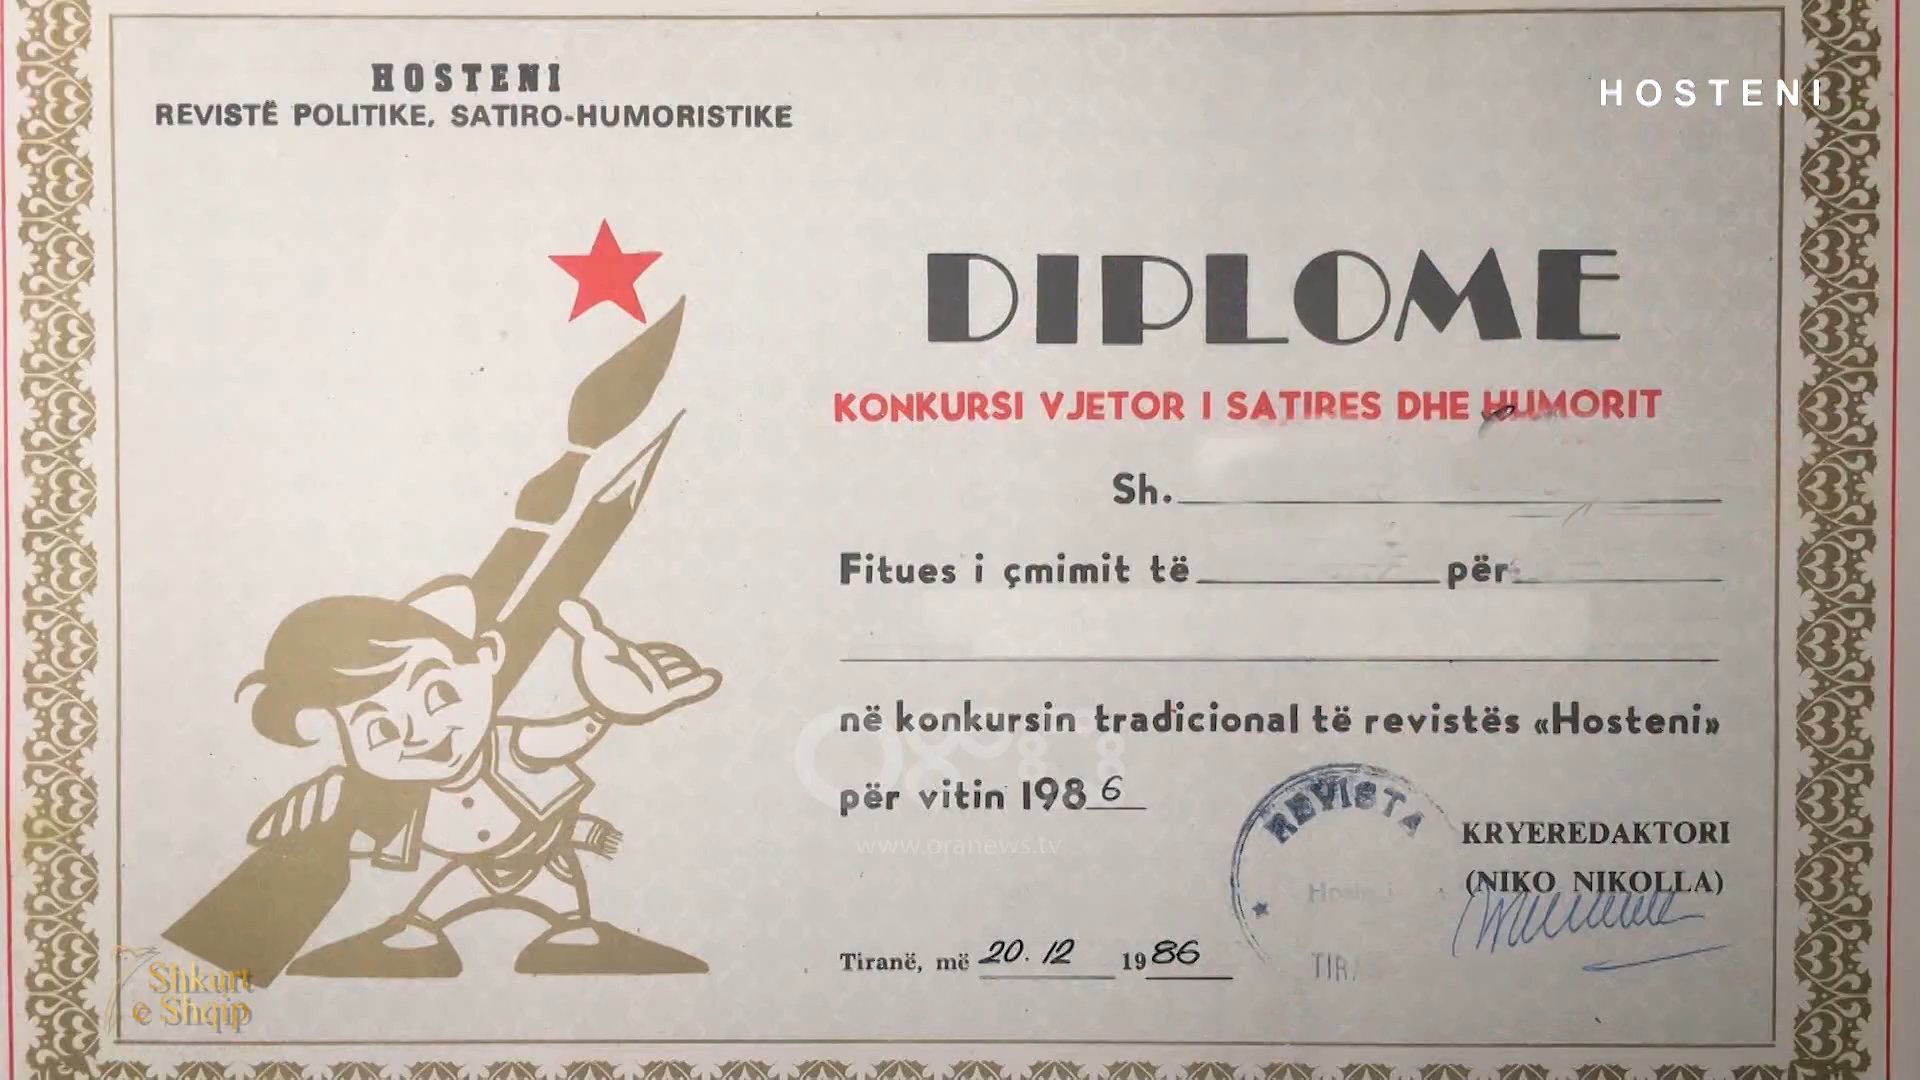 HOSTENI
REVISTË POLITIKE, SATIRO-HUMORISTIKE
HOSTENI
DIPLOME
KONKURSI VJETOR I SATIRES DHE HUMORIT
Sh.
Fitues i çmimit të për
në konkursin tradicional të revistës «Hosteni»
për vitin 1986
www.oranews.tv
REVISTA
KRYEREDAKTORI
(NIKO NIKOLLA)
Tiranë, më 20.12 1986
Shkurt
e Shqip